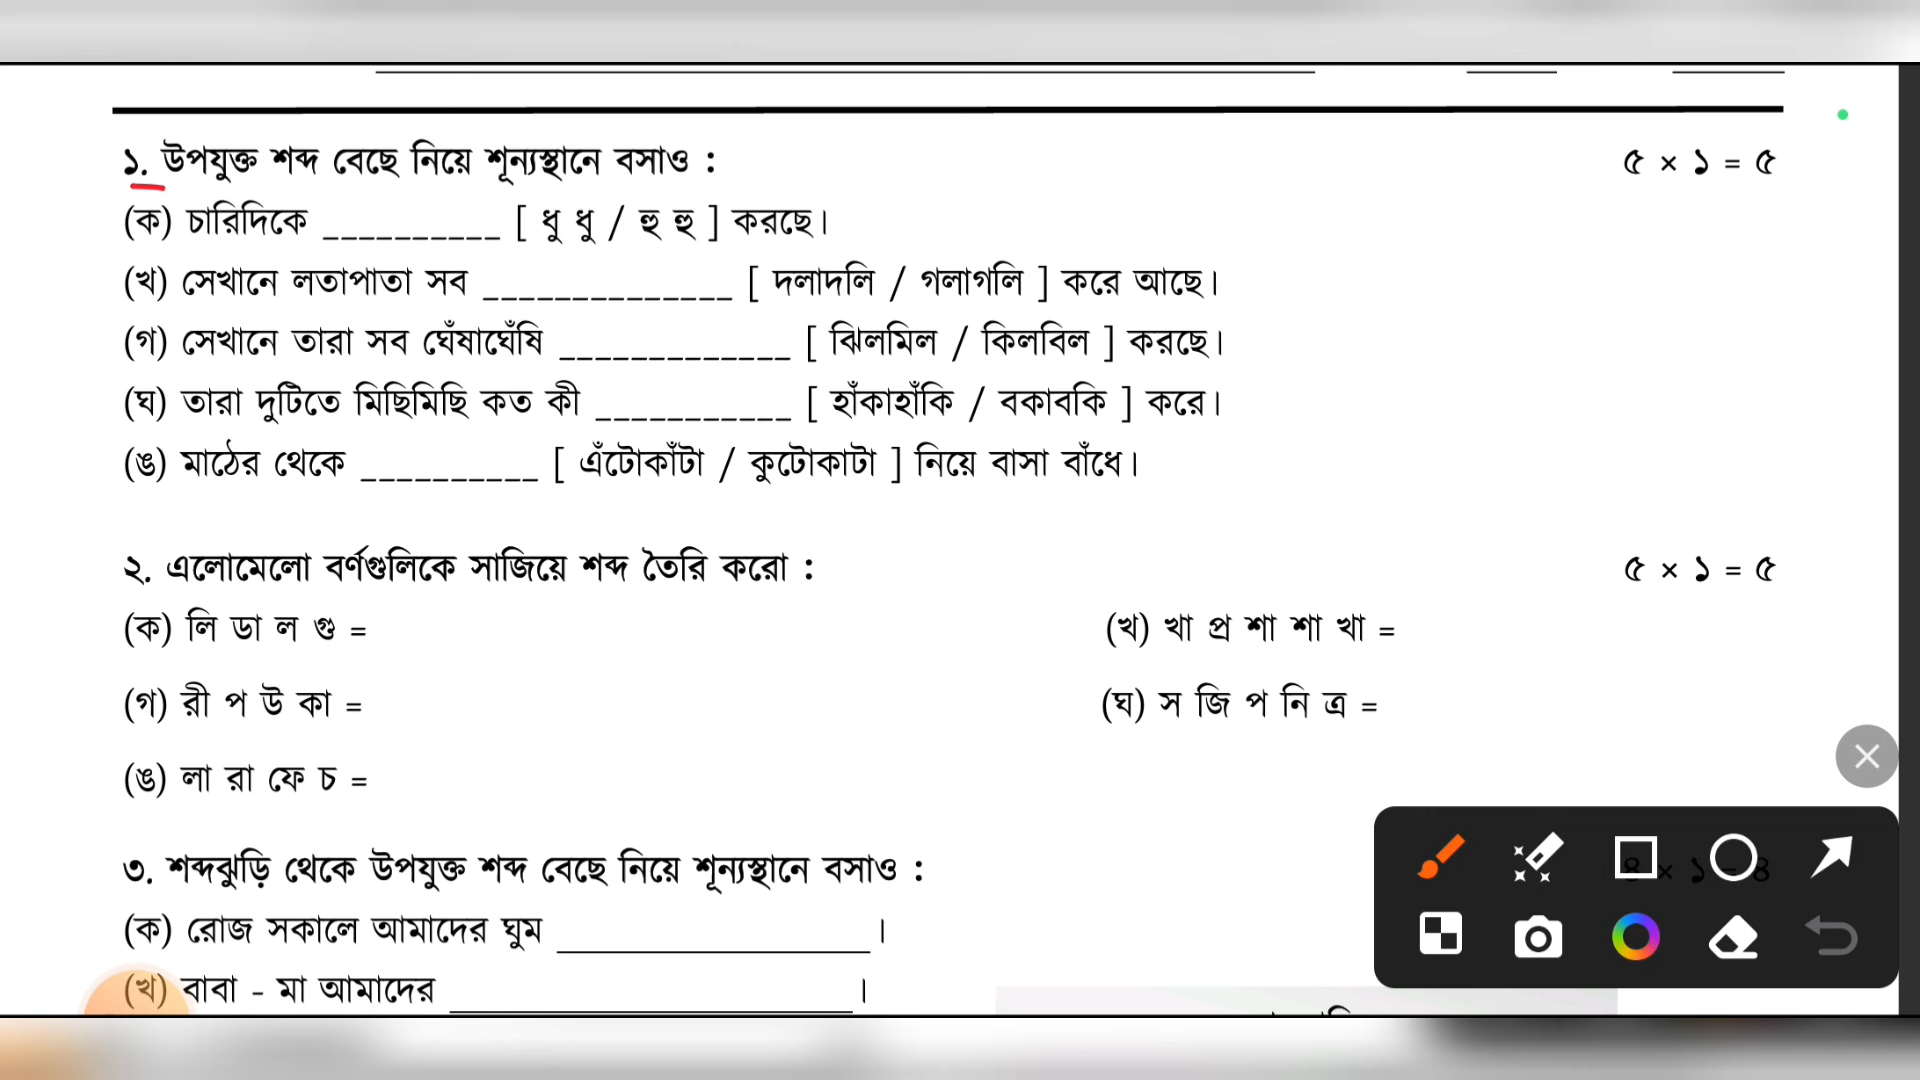 ১. উপযুক্ত শব্দ বেছে নিয়ে শূন্যস্থানে বসাও : ৫ × ১ = ৫
(ক) চারিদিকে __________ [ ধু ধু / হু হু ] করছে।
(খ) সেখানে লতাপাতা সব ______________ [ দলাদলি / গলাগলি ] করে আছে।
(গ) সেখানে তারা সব ঘেঁষাঘেঁষি _____________ [ ঝিলমিল / কিলবিল ] করছে।
(ঘ) তারা দুটিতে মিছিমিছি কত কী ___________ [ হাঁকাহাঁকি / বকাবকি ] করে।
(ঙ) মাঠের থেকে __________ [ এঁটোকাঁটা / কুটোকাটা ] নিয়ে বাসা বাঁধে।
২. এলোমেলো বর্ণগুলিকে সাজিয়ে শব্দ তৈরি করো : ৫ × ১ = ৫
(ক) লি ডা ল গু = (খ) খা প্র শা শা খা =
(গ) রী প উ কা = (ঘ) স জি প নি ত্র =
(ঙ) লা রা ফে চ =
৩. শব্দঝুড়ি থেকে উপযুক্ত শব্দ বেছে নিয়ে শূন্যস্থানে বসাও :
(ক) রোজ সকালে আমাদের ঘুম ______________ ।
(খ) বাবা - মা আমাদের __________________ ।